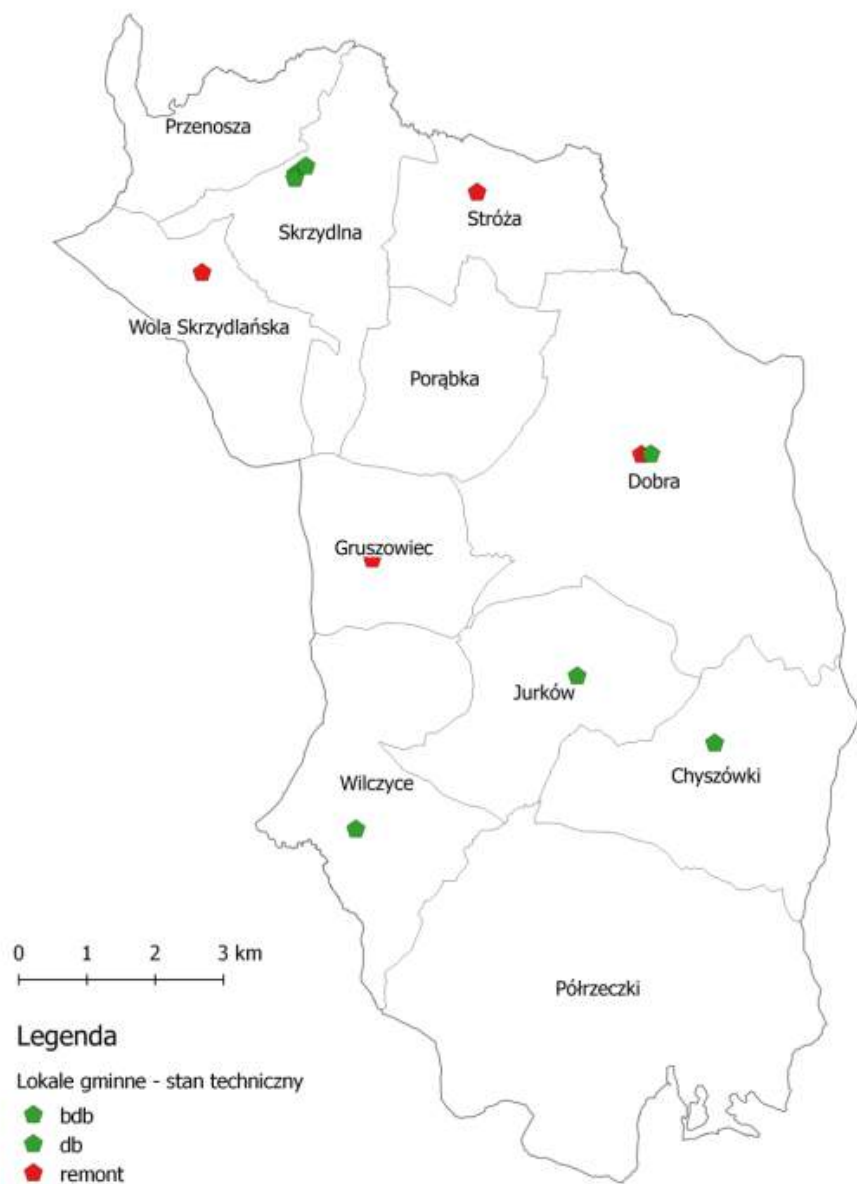 Przenosza
Skrzydlna
Stróża
Wola Skrzydlańska
Porąbka
Dobra
Gruszowiec
Jurków
Chyszówki
Wilczyce
0 1 2 3 km
Półrzeczki
Legenda
Lokale gminne - stan techniczny
bdb
db
remont